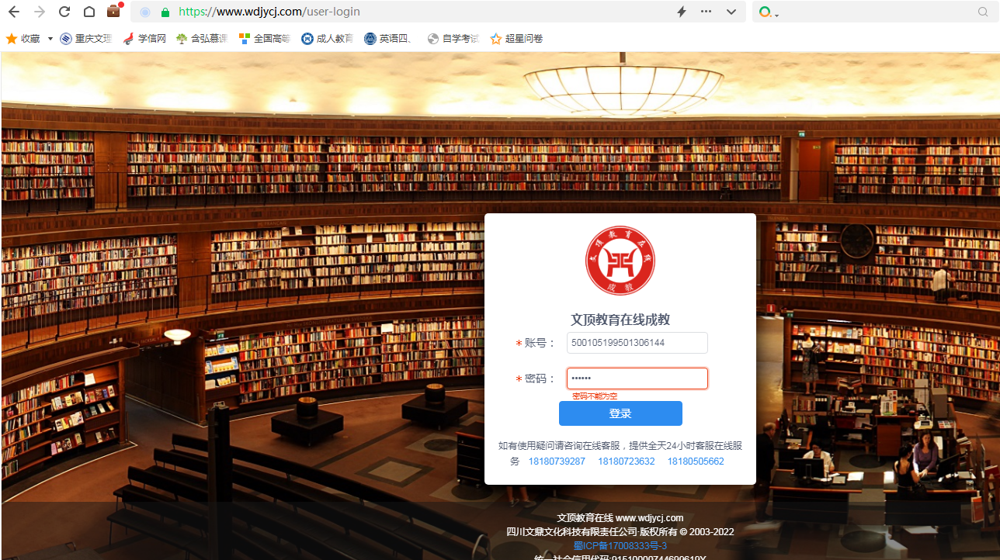 https://www.wdjycj.com/user-login
收藏 重庆文理 学信网 含弘慕课 全国高等 成人教育 英语四、 自学考试 超星问卷
文顶教育在线
成教
文顶教育在线成教
* 账号： 500105199501306144
* 密码： ••••••
密码不能为空
登录
如有使用疑问请咨询在线客服，提供全天24小时客服在线服
务 18180739287 18180723632 18180505662
文顶教育在线 www.wdjycj.com
四川文鼎文化科技有限责任公司·版权所有 © 2003-2022
蜀ICP备17008333号-3
统一社会信用代码:91510000744699619Y